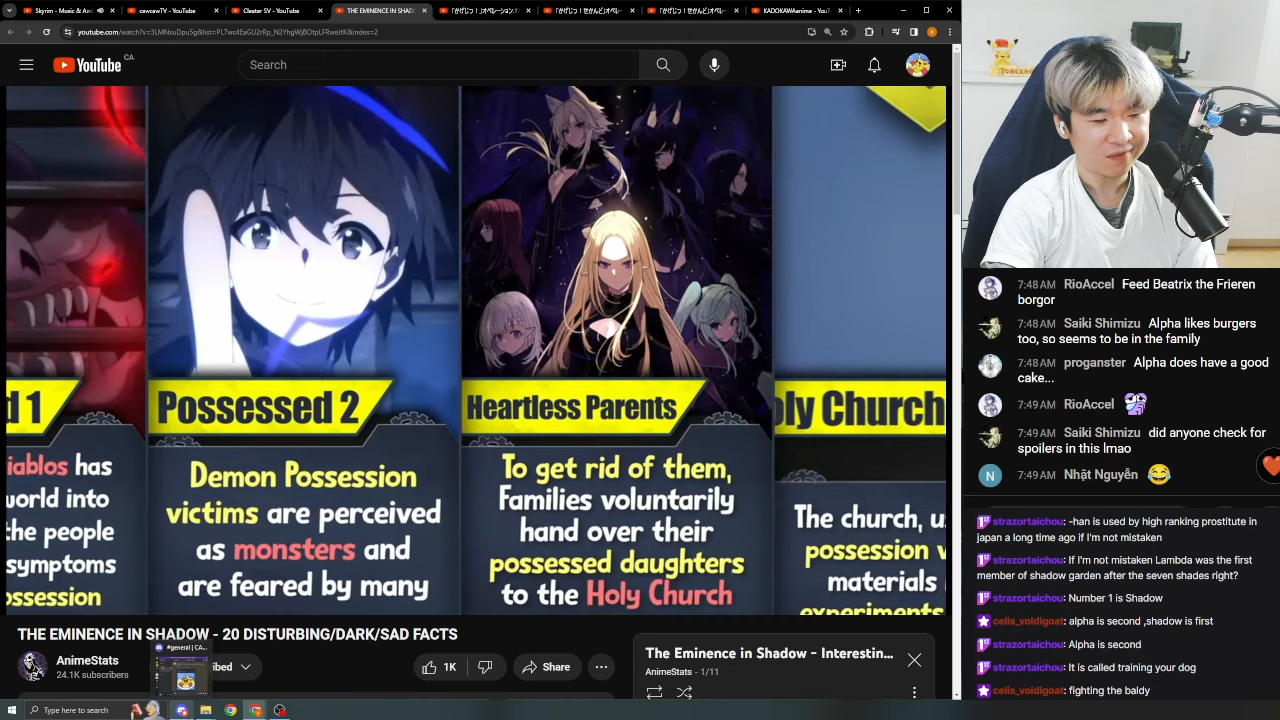 Skyrim - Music & Am
cawcawTV - YouTube
Cleater SV - YouTube
THE EMINENCE IN SHAD
KADOKAWAanime - YouT
youtube.com/watch?v=3LMNxuDpu5g&list=PL7wc4EaGU2rRp_N2YhgWjBOtpLFRweJtK&index=2
YouTube CA
Search
d 1
Possessed 2
Heartless Parents
oly Church
iablos has
world into
the people
symptoms
ossession
Demon Possession
victims are perceived
as monsters and
are feared by many
To get rid of them,
Families voluntarily
hand over their
possessed daughters
to the Holy Church
The church, u
possession v
materials
experiments
THE EMINENCE IN SHADOW - 20 DISTURBING/DARK/SAD FACTS
AnimeStats
24.1K subscribers
#general | CA...
ibed
1K
Share
The Eminence in Shadow - Interestin...
AnimeStats - 1/11
Type here to search
TOBLERO
7:48 AM RioAccel Feed Beatrix the Frieren
borgor
7:48 AM Saiki Shimizu Alpha likes burgers
too, so seems to be in the family
7:48 AM proganster Alpha does have a good
cake...
7:49 AM RioAccel
7:49 AM Saiki Shimizu did anyone check for
spoilers in this lmao
N 7:49 AM Nhật Nguyễn 😂
strazortaichou: -han is used by high ranking prostitute in
japan a long time ago if I'm not mistaken
strazortaichou: If I'm not mistaken Lambda was the first
member of shadow garden after the seven shades right?
strazortaichou: Number 1 is Shadow
celis_voldigoat: alpha is second ,shadow is first
strazortaichou: Alpha is second
strazortaichou: It is called training your dog
celis_voldigoat: fighting the baldy